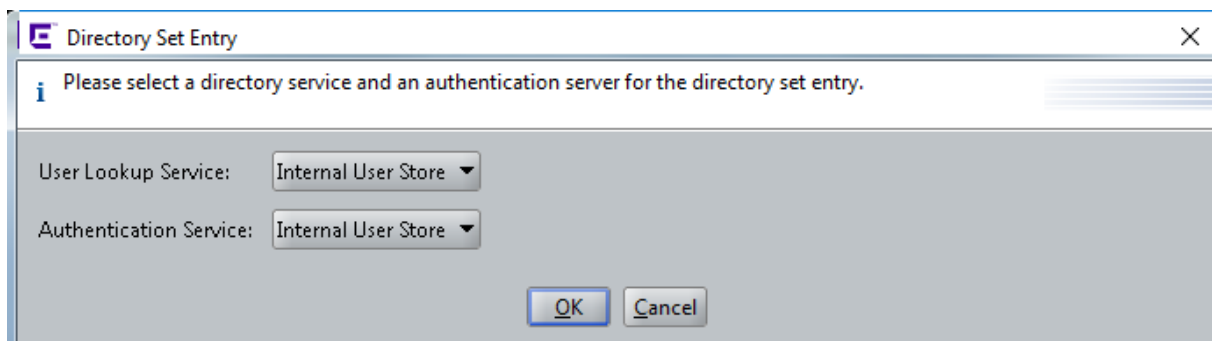 Directory Set Entry
Please select a directory service and an authentication server for the directory set entry.
User Lookup Service: Internal User Store
Authentication Service: Internal User Store
OK Cancel